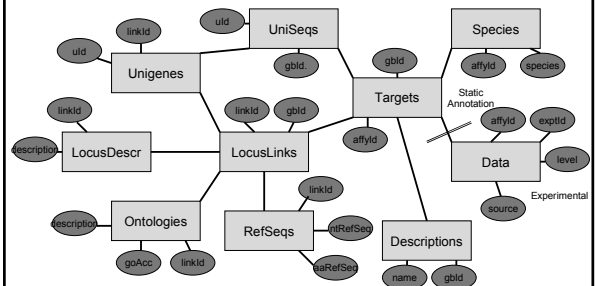 uId
UniSeqs
Species
linkId
uId
gbId.
gbId
affyId
species
Unigenes
Static
Annotation
Targets
linkId
linkId
gbId
affyId
exptId
affyId
description
LocusDescr
LocusLinks
Data
level
linkId
source
Experimental
description
Ontologies
RefSeqs
ntRefSeq
Descriptions
goAcc
linkId
aaRefSeq
name
gbId